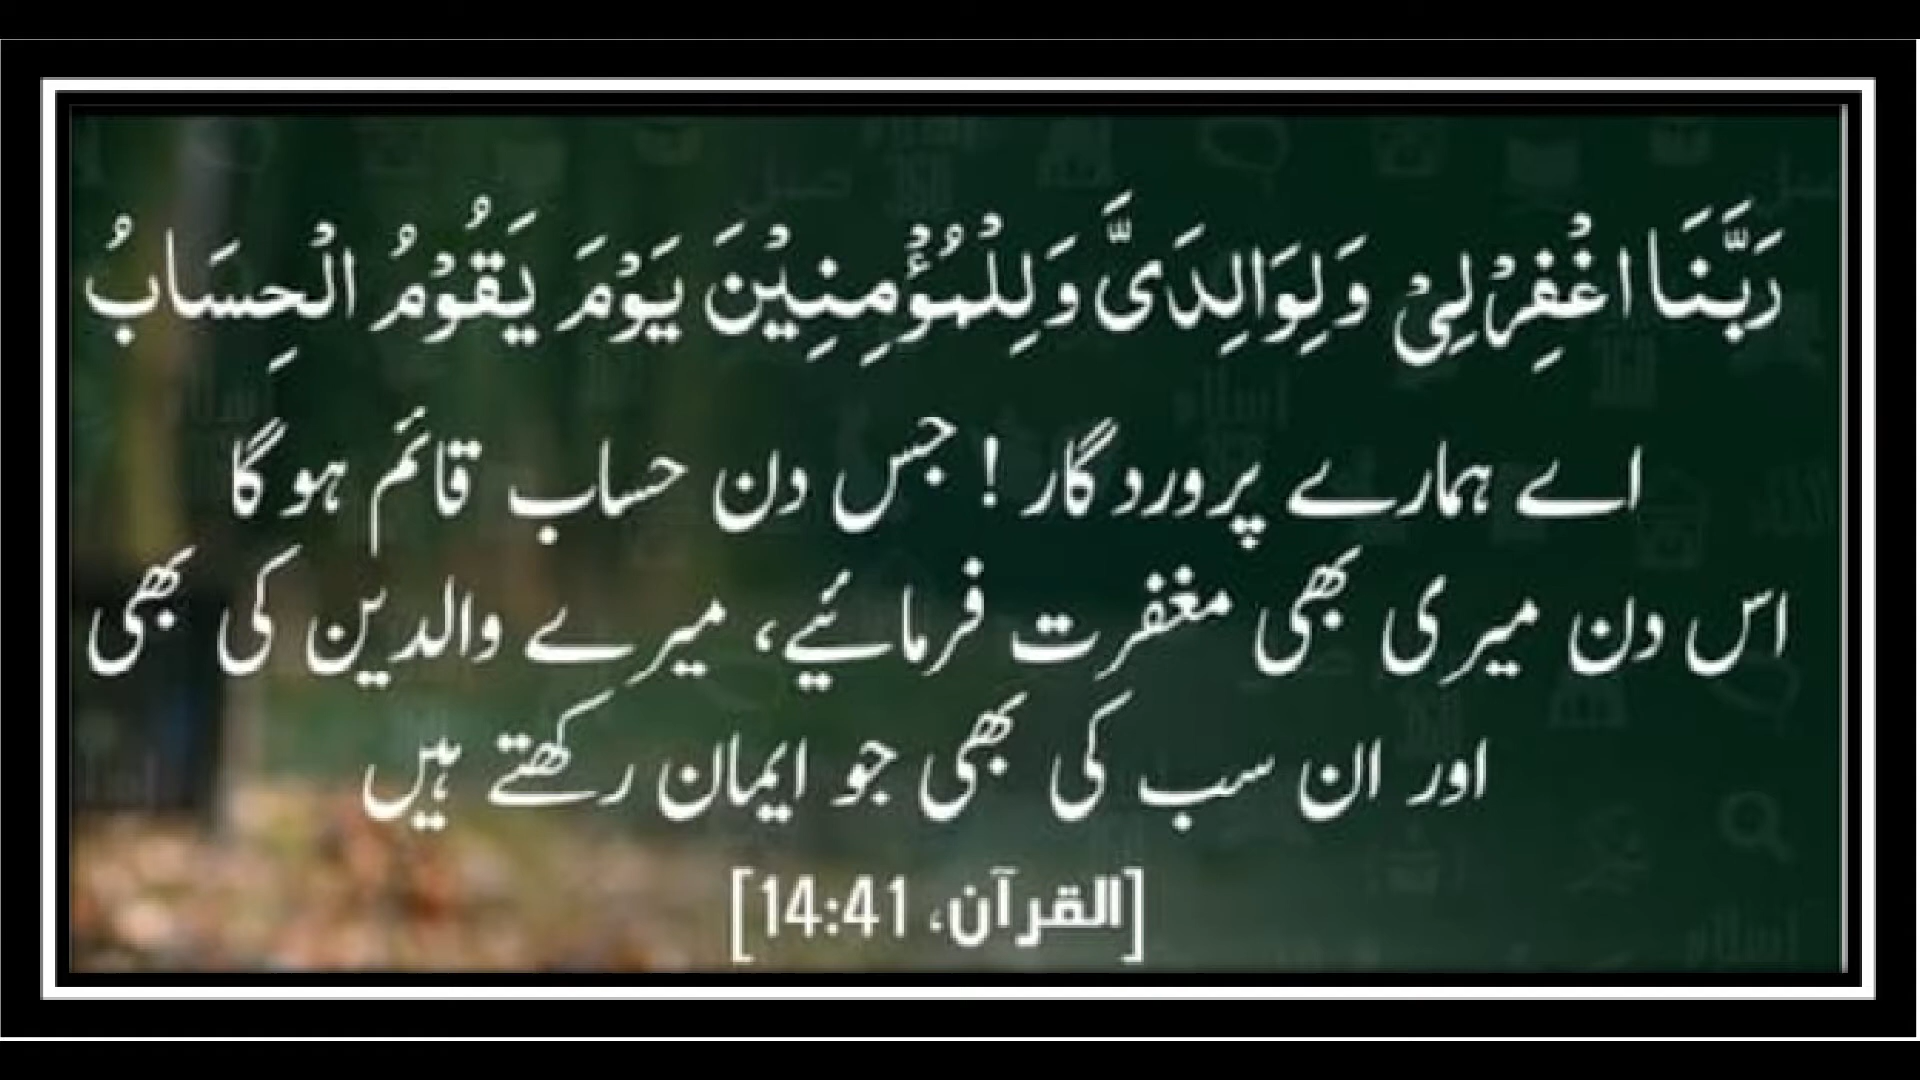 رَبَّنَا اغْفِرْ لِيْ وَلِوَالِدَيَّ وَلِلْمُؤْمِنِيْنَ يَوْمَ يَقُوْمُ الْحِسَابُ
اے ہمارے پروردگار ! جس دن حساب قائم ہو گا
اس دن میری بھی مغفرت فرمائیے، میرے والدین کی بھی
اور ان سب کی بھی جو ایمان رکھتے ہیں
[القرآن، 14:41]